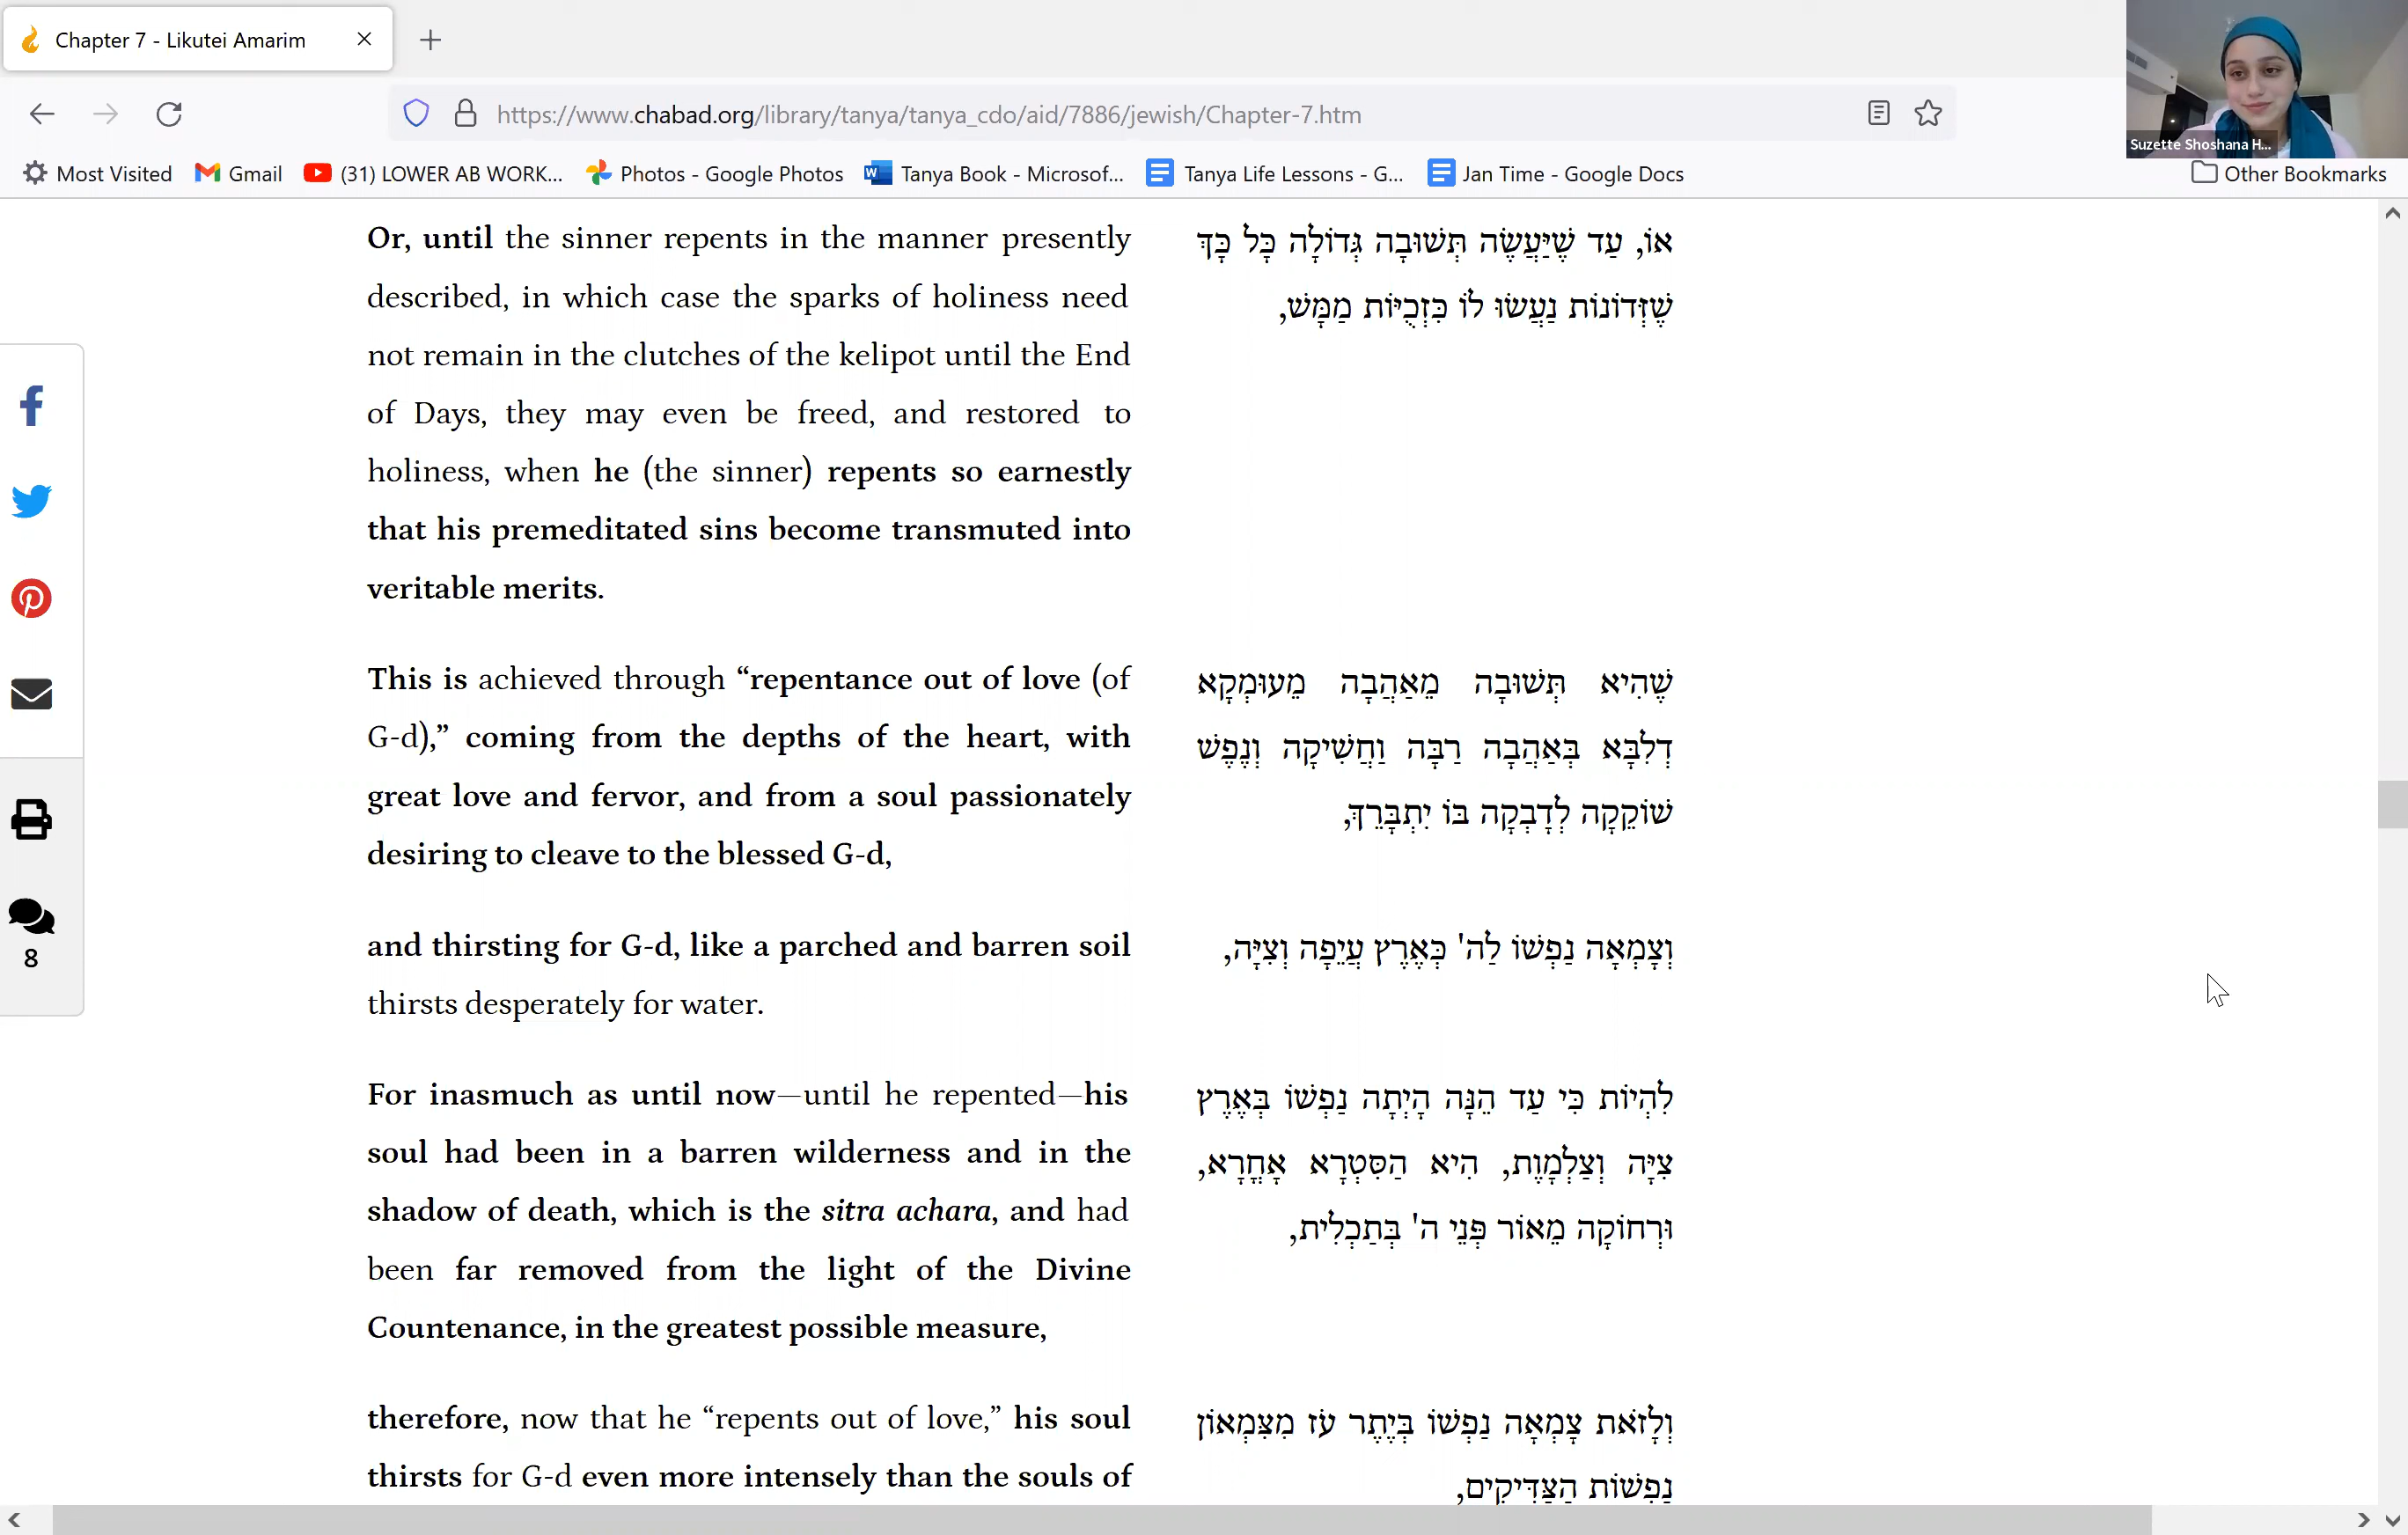 Chapter 7 - Likutei Amarim
https://www.chabad.org/library/tanya/tanya_cdo/aid/7886/jewish/Chapter-7.htm
Suzette Shoshana H...
Most Visited
Gmail
(31) LOWER AB WORK...
Photos - Google Photos
Tanya Book - Microsof...
Tanya Life Lessons - G...
Jan Time - Google Docs
Other Bookmarks
8
Or, until the sinner repents in the manner presently
described, in which case the sparks of holiness need
not remain in the clutches of the kelipot until the End
of Days, they may even be freed, and restored to
holiness, when he (the sinner) repents so earnestly
that his premeditated sins become transmuted into
veritable merits.
אוֹ, עַד שֶׁיַּעֲשֶׂה תְּשׁוּבָה גְּדוֹלָה כָּל כָּךְ
שֶׁזְּדוֹנוֹת נַעֲשׂוּ לוֹ כִּזְכֻיּוֹת מַמָּשׁ,
This is achieved through “repentance out of love (of
G-d),” coming from the depths of the heart, with
great love and fervor, and from a soul passionately
desiring to cleave to the blessed G-d,
שֶׁהִיא תְּשׁוּבָה מֵאַהֲבָה מֵעוּמְקָא
דְלִבָּא בְּאַהֲבָה רַבָּה וַחֲשִׁיקָה וְנֶפֶשׁ
שׁוֹקֵקָה לְדָבְקָה בּוֹ יִתְבָּרֵךְ,
and thirsting for G-d, like a parched and barren soil
thirsts desperately for water.
וְצָמְאָה נַפְשׁוֹ לַה' כְּאֶרֶץ עֲיֵפָה וְצִיָּה,
For inasmuch as until now—until he repented—his
soul had been in a barren wilderness and in the
shadow of death, which is the sitra achara, and had
been far removed from the light of the Divine
Countenance, in the greatest possible measure,
לִהְיוֹת כִּי עַד הֵנָּה הָיְתָה נַפְשׁוֹ בְּאֶרֶץ
צִיָּה וְצַלְמָוֶת, הִיא הַסִּטְרָא אָחֳרָא,
וּרְחוֹקָה מֵאוֹר פְּנֵי ה' בְּתַכְלִית,
therefore, now that he “repents out of love,” his soul
thirsts for G-d even more intensely than the souls of
וְלָזֹאת צָמְאָה נַפְשׁוֹ בְּיֶתֶר עֹז מִצִּמְאוֹן
נַפְשׁוֹת הַצַּדִּיקִים,